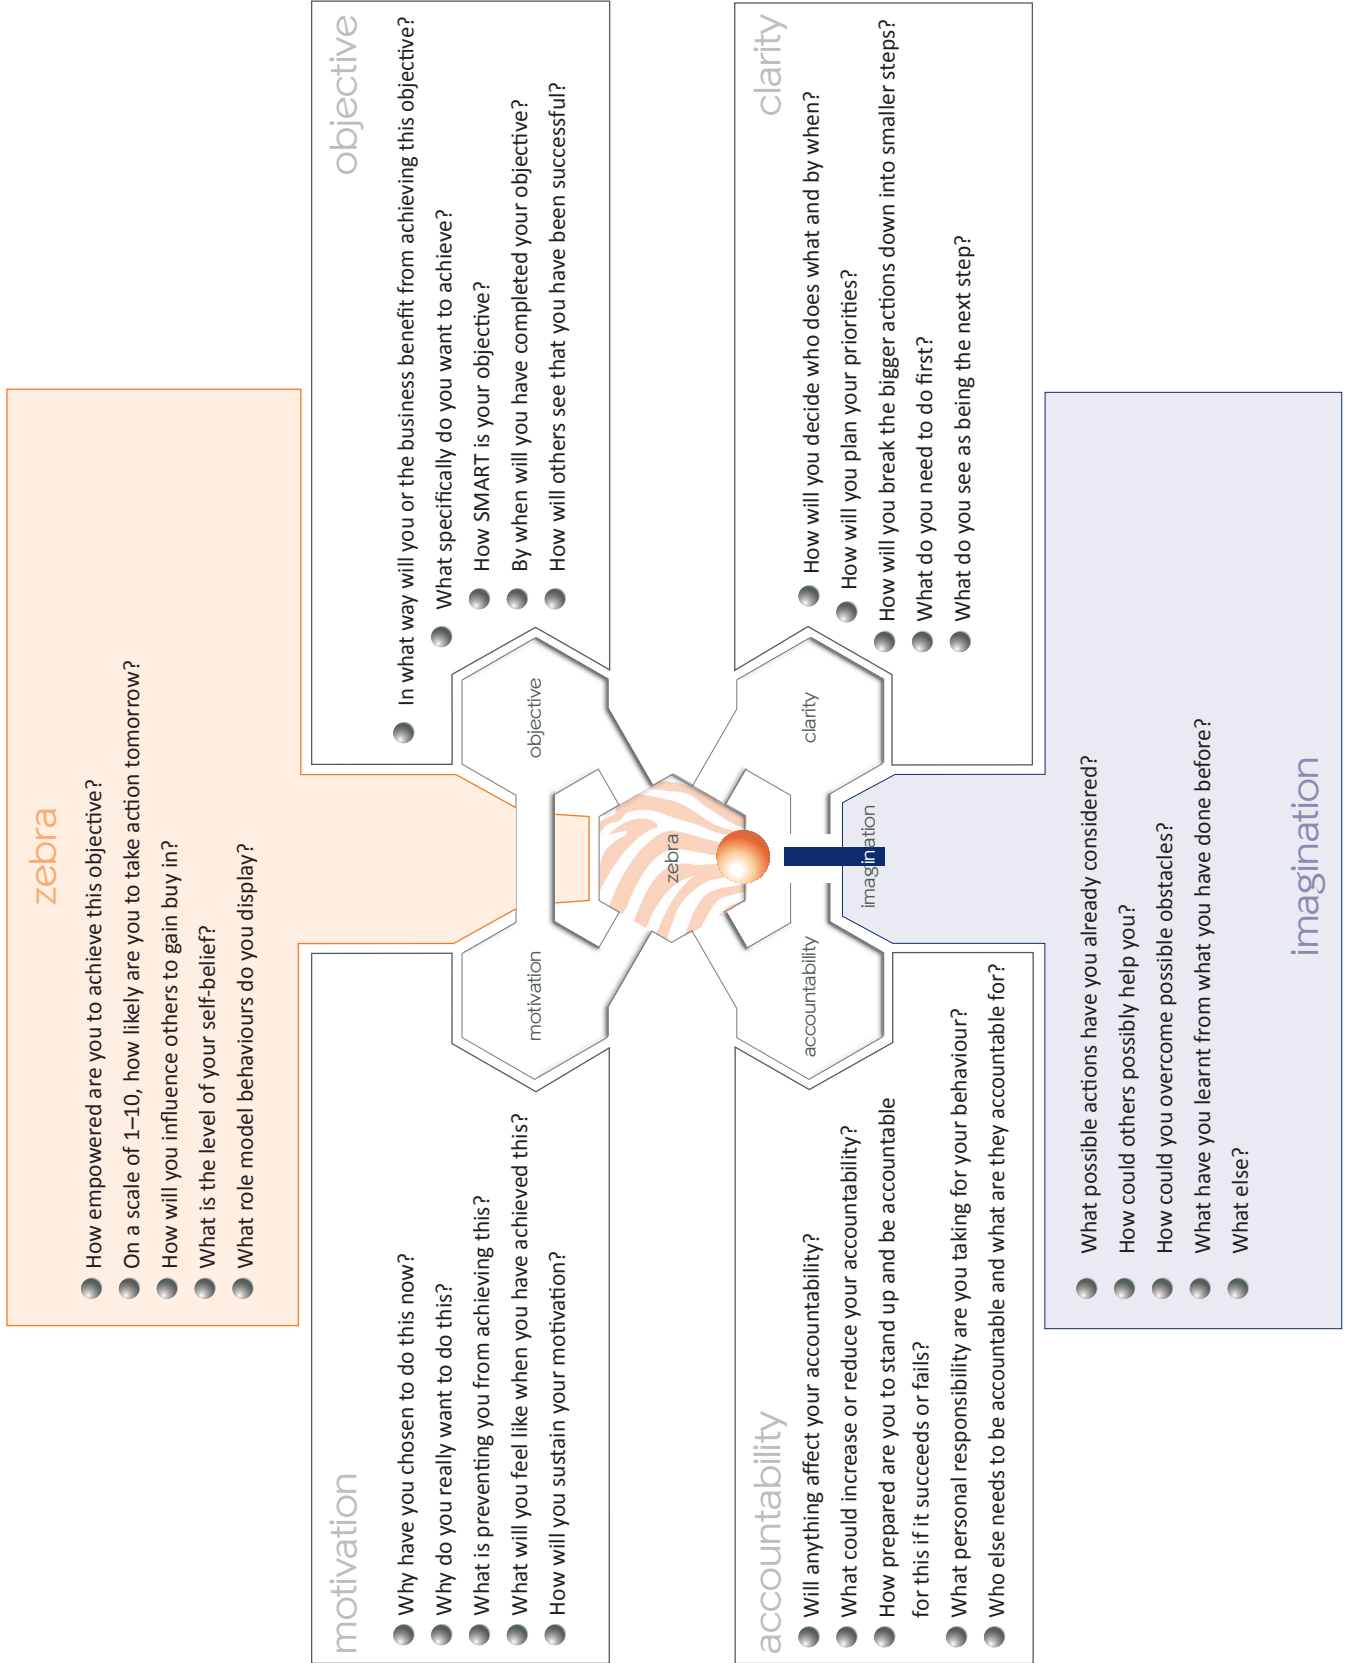 zebra
How empowered are you to achieve this objective?
On a scale of 1–10, how likely are you to take action tomorrow?
How will you influence others to gain buy in?
What is the level of your self-belief?
What role model behaviours do you display?
motivation
Why have you chosen to do this now?
Why do you really want to do this?
What is preventing you from achieving this?
What will you feel like when you have achieved this?
How will you sustain your motivation?
objective
In what way will you or the business benefit from achieving this objective?
What specifically do you want to achieve?
How SMART is your objective?
By when will you have completed your objective?
How will others see that you have been successful?
motivation
objective
zebra
accountability
clarity
imagination
accountability
Will anything affect your accountability?
What could increase or reduce your accountability?
How prepared are you to stand up and be accountable
for this if it succeeds or fails?
What personal responsibility are you taking for your behaviour?
Who else needs to be accountable and what are they accountable for?
clarity
How will you decide who does what and by when?
How will you plan your priorities?
How will you break the bigger actions down into smaller steps?
What do you need to do first?
What do you see as being the next step?
What possible actions have you already considered?
How could others possibly help you?
How could you overcome possible obstacles?
What have you learnt from what you have done before?
What else?
imagination